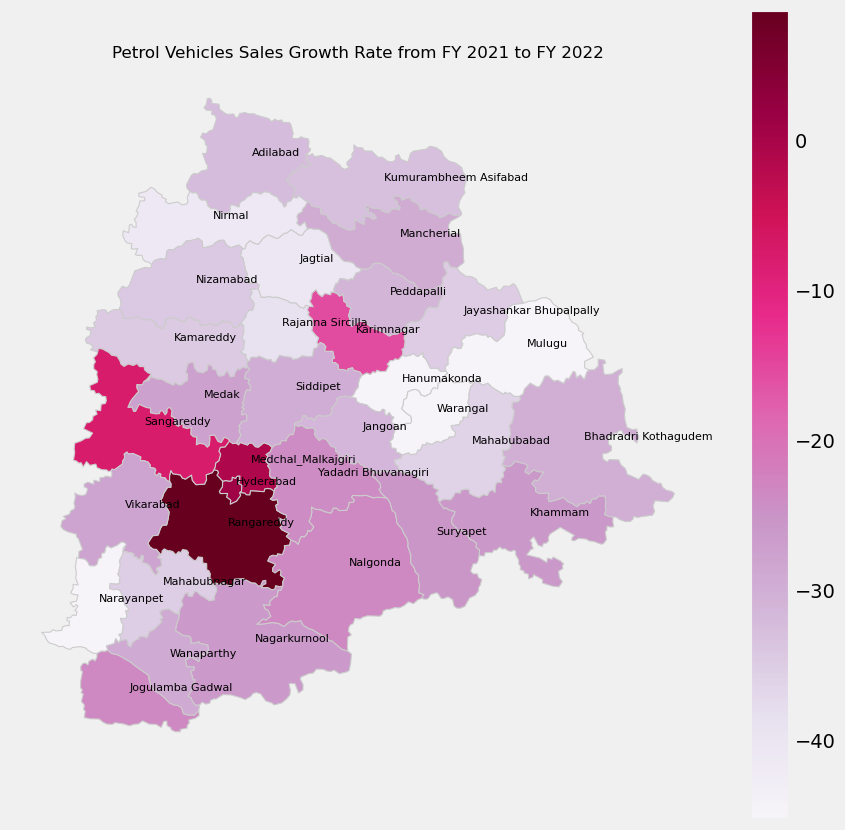 Petrol Vehicles Sales Growth Rate from FY 2021 to FY 2022
0
Adilabad
Kumurambheem Asifabad
Nirmal
Mancherial
Jagtial
Nizamabad
Peddapalli
−10
Jayashankar Bhupalpally
Rajanna Sircilla
Karimnagar
Kamareddy
Mulugu
Hanumakonda
Siddipet
Medak
Warangal
Sangareddy
Jangoan
Bhadradri Kothagudem
Mahabubabad
−20
Medchal_Malkajgiri
Yadadri Bhuvanagiri
Hyderabad
Vikarabad
Khammam
Rangareddy
Suryapet
Nalgonda
Mahabubnagar
−30
Narayanpet
Nagarkurnool
Wanaparthy
Jogulamba Gadwal
−40